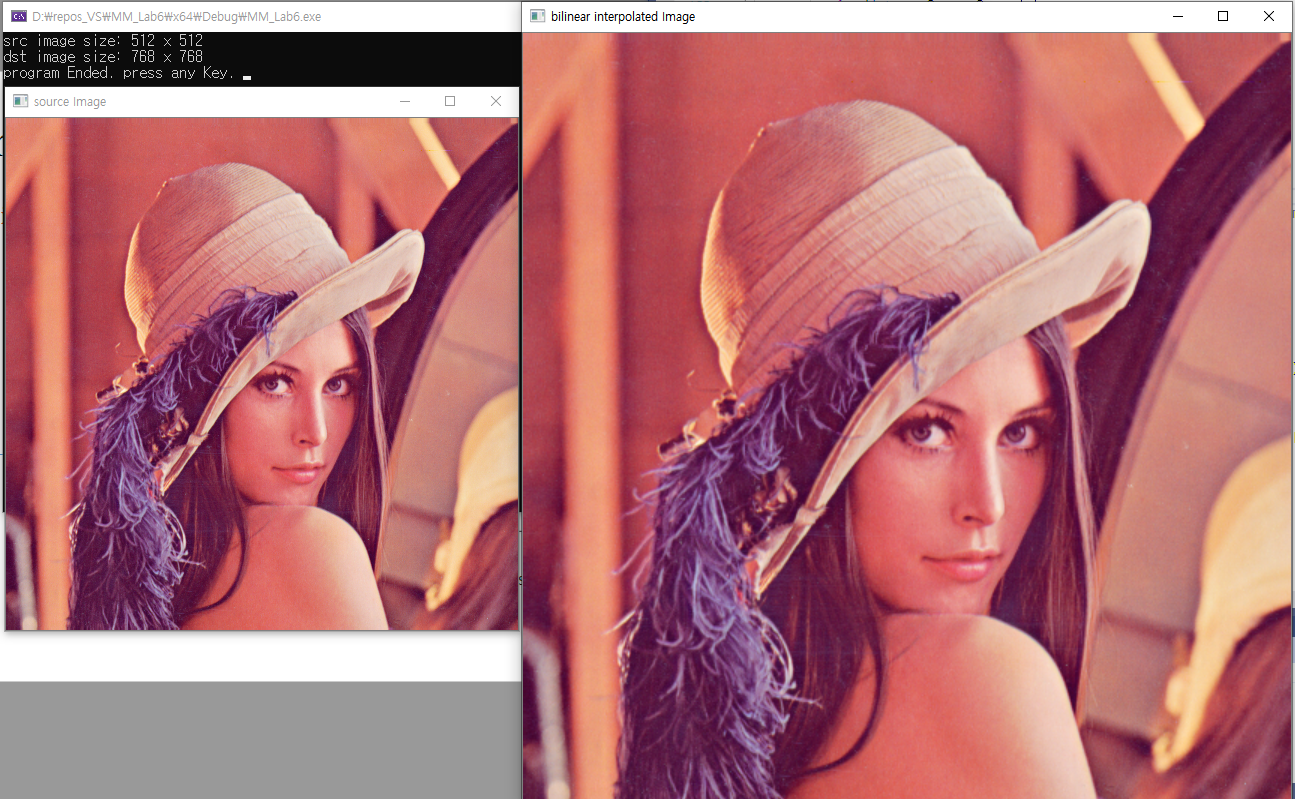 D:₩repos_VS₩MM_Lab6₩x64₩Debug₩MM_Lab6.exe
src image size: 512 x 512
dst image size: 768 x 768
program Ended. press any Key.
source Image
bilinear interpolated Image